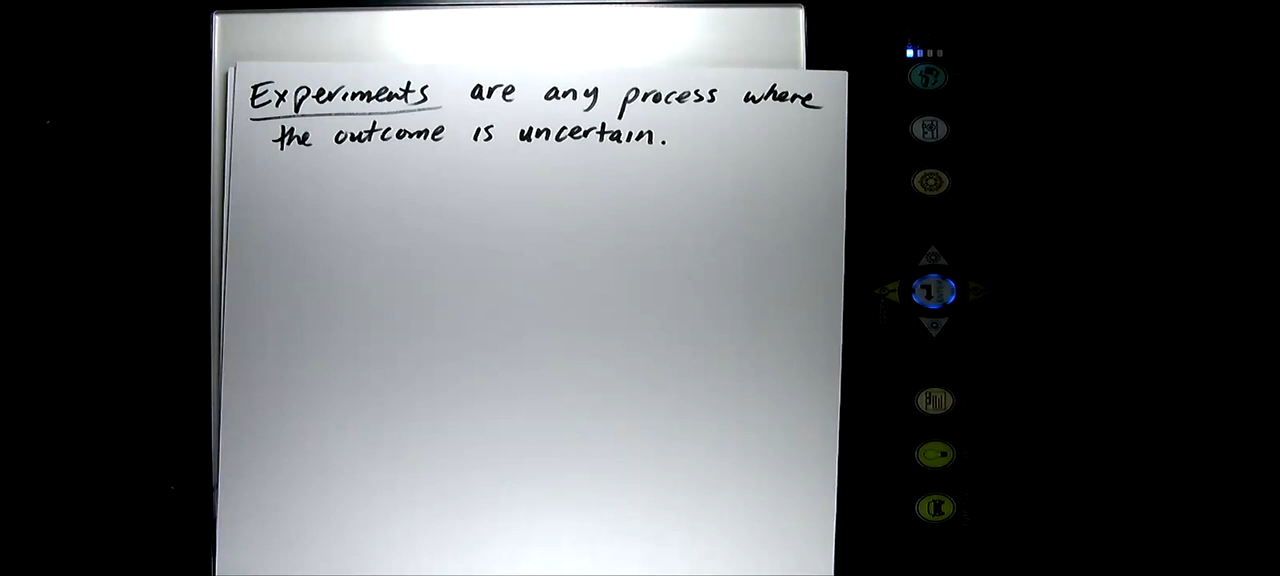 Experiments are any process where
the outcome is uncertain.